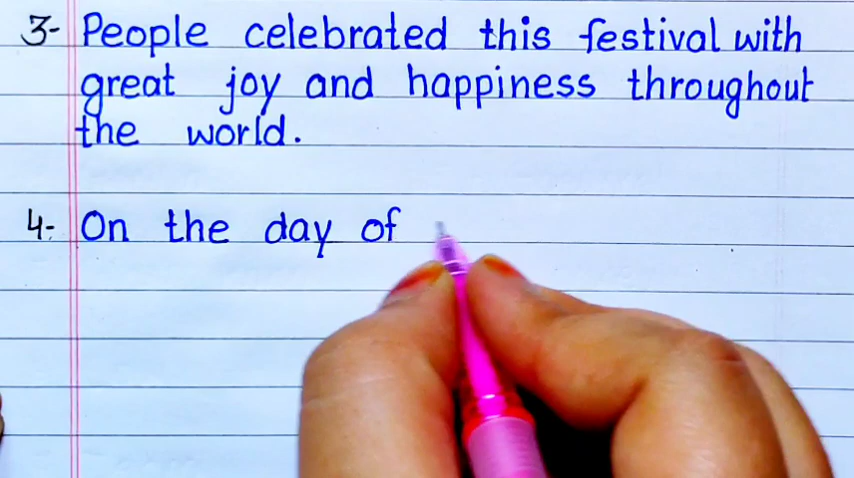 3- People celebrated this festival with
great joy and happiness throughout
the world.
4- On the day of